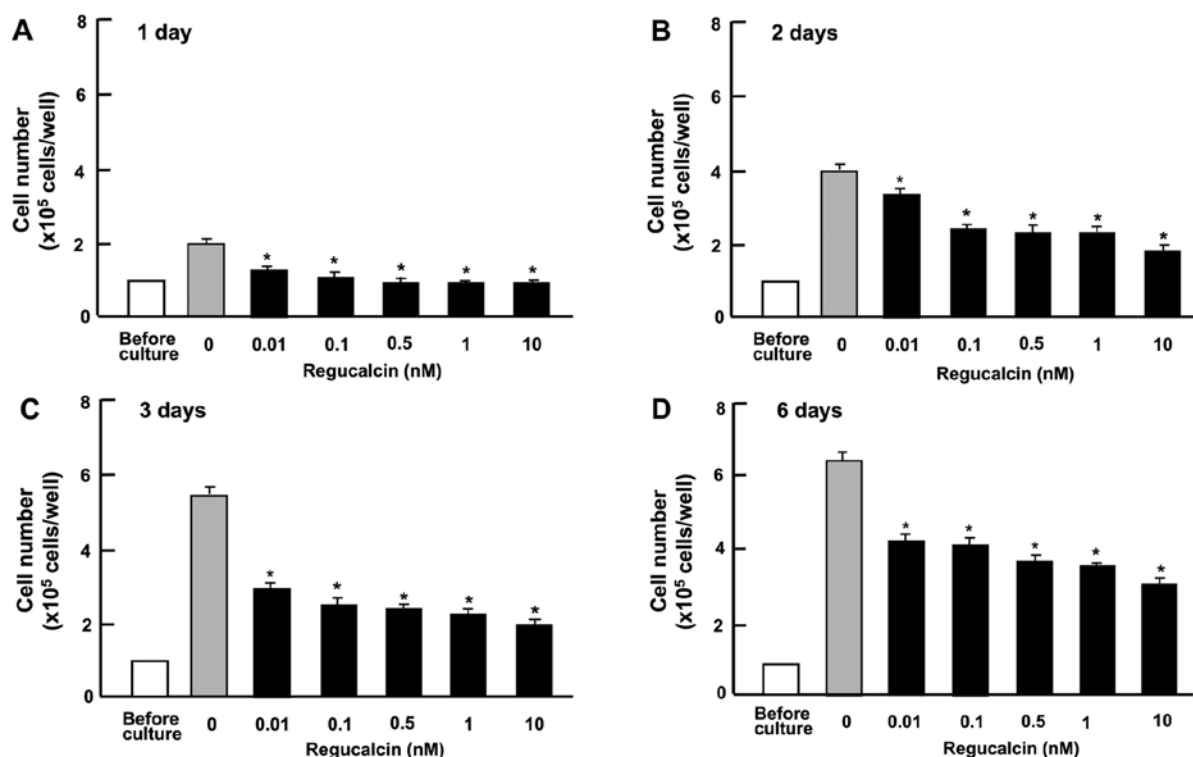 A
1 day
Cell number
(x10⁵ cells/well)
8
6
4
2
0
Before
culture
0
0.01
0.1
0.5
1
10
Regucalcin (nM)
*
*
*
*
*
B
2 days
Cell number
(x10⁵ cells/well)
8
6
4
2
0
Before
culture
0
0.01
0.1
0.5
1
10
Regucalcin (nM)
*
*
*
*
*
C
3 days
Cell number
(x10⁵ cells/well)
8
6
4
2
0
Before
culture
0
0.01
0.1
0.5
1
10
Regucalcin (nM)
*
*
*
*
*
D
6 days
Cell number
(x10⁵ cells/well)
8
6
4
2
0
Before
culture
0
0.01
0.1
0.5
1
10
Regucalcin (nM)
*
*
*
*
*